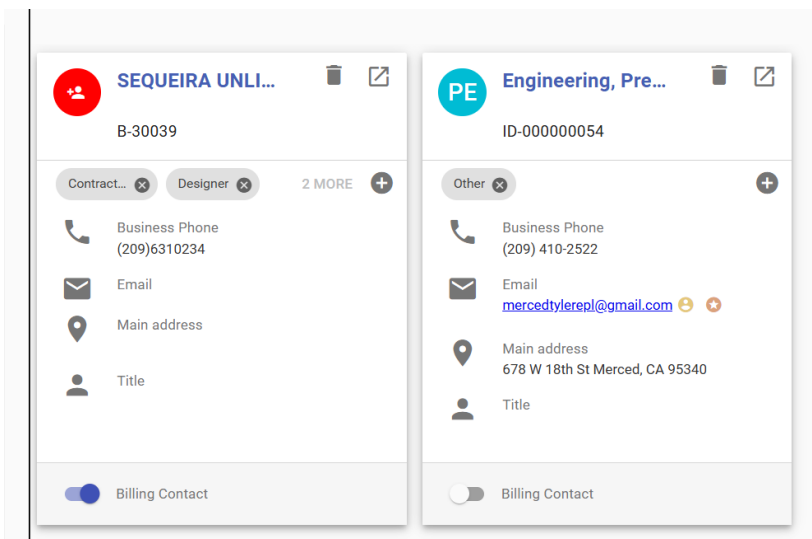 SEQUEIRA UNLI...
B-30039
Contract... Designer 2 MORE
Business Phone
(209)6310234
Email
Main address
Title
Billing Contact
PE Engineering, Pre...
ID-000000054
Other
Business Phone
(209) 410-2522
Email
mercedtylerepl@gmail.com
Main address
678 W 18th St Merced, CA 95340
Title
Billing Contact